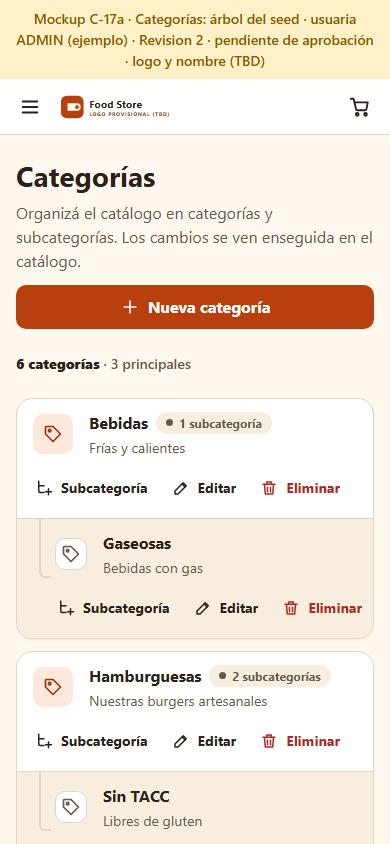 Mockup C-17a · Categorías: árbol del seed · usuaria
ADMIN (ejemplo) · Revision 2 · pendiente de aprobación
· logo y nombre (TBD)
Food Store
LOGO PROVISIONAL (TBD)
Categorías
Organizá el catálogo en categorías y
subcategorías. Los cambios se ven enseguida en el
catálogo.
Nueva categoría
6 categorías · 3 principales
Bebidas 1 subcategoría
Frías y calientes
Subcategoría Editar Eliminar
Gaseosas
Bebidas con gas
Subcategoría Editar Eliminar
Hamburguesas 2 subcategorías
Nuestras burgers artesanales
Subcategoría Editar Eliminar
Sin TACC
Libres de gluten